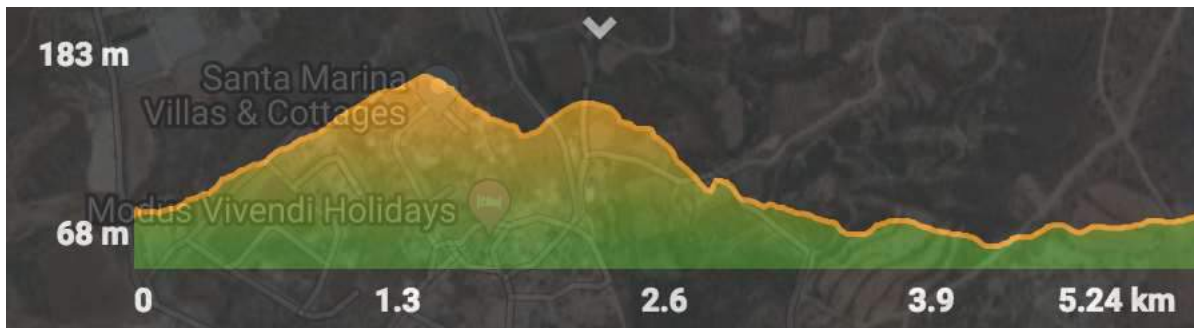 183 m
Santa Marina
Villas & Cottages
Modus Vivendi Holidays
68 m
0 1.3 2.6 3.9 5.24 km